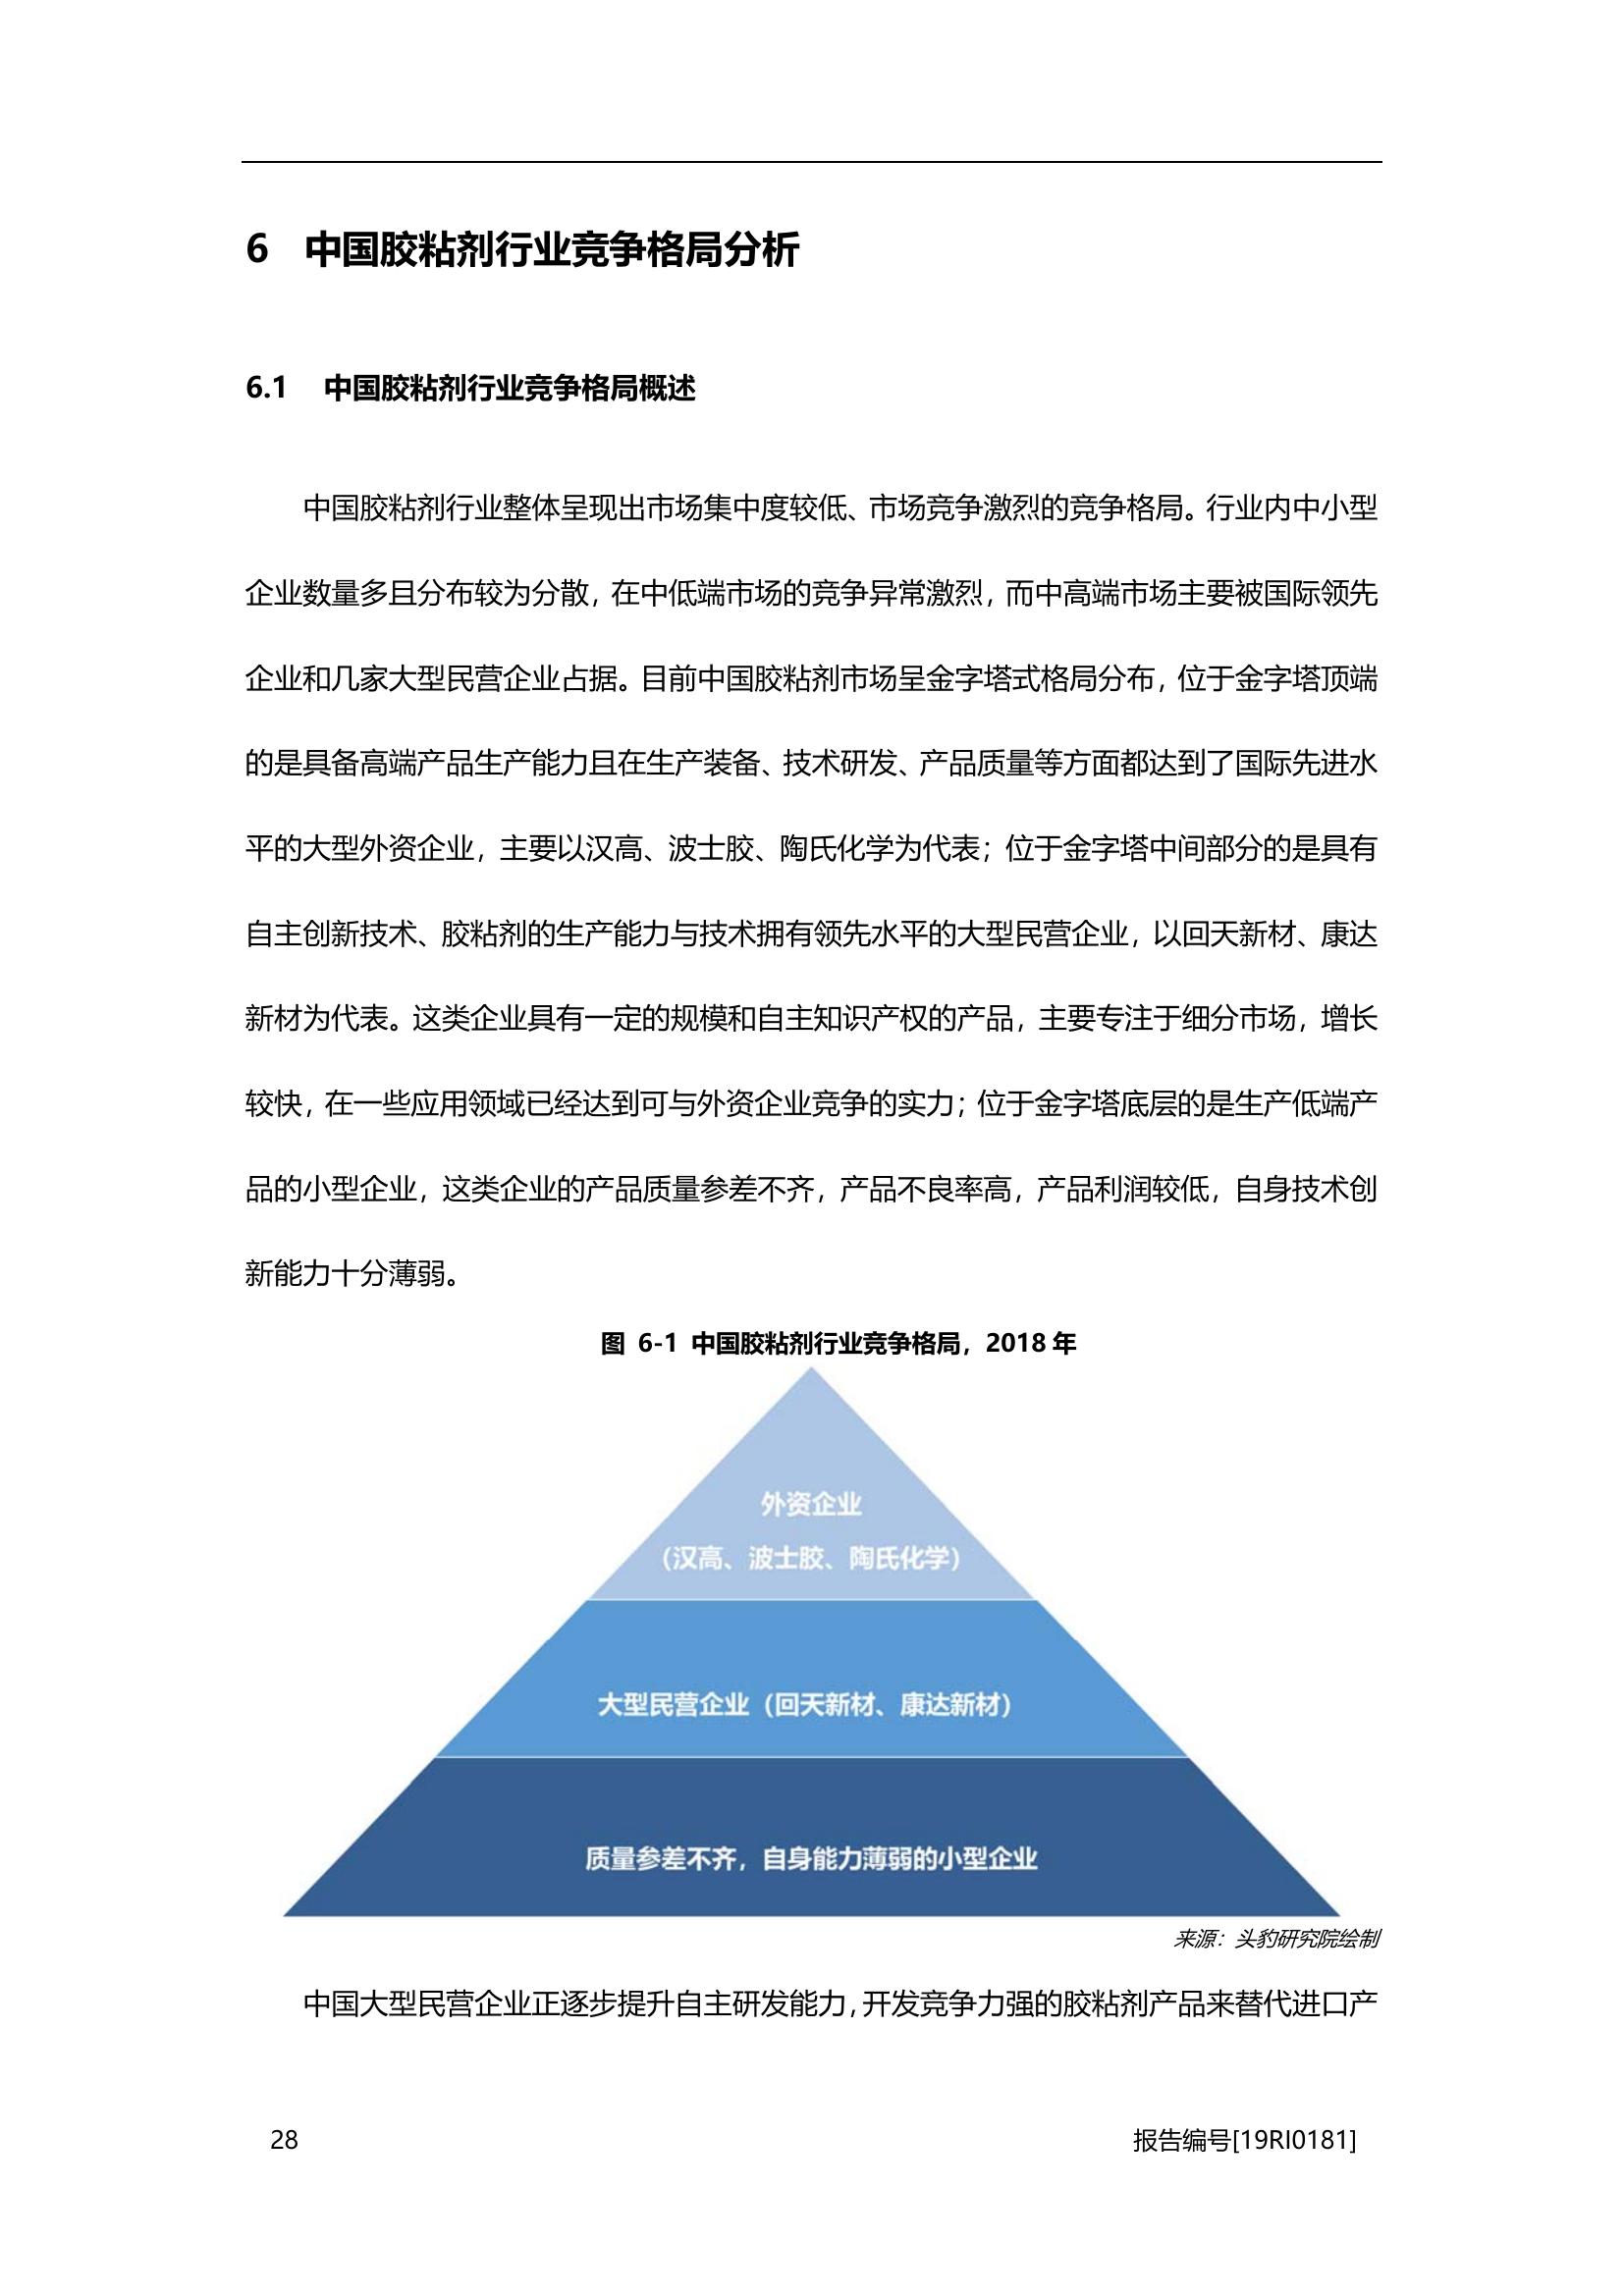 6 中国胶粘剂行业竞争格局分析
6.1 中国胶粘剂行业竞争格局概述
中国胶粘剂行业整体呈现出市场集中度较低、市场竞争激烈的竞争格局。行业内中小型
企业数量多且分布较为分散，在中低端市场的竞争异常激烈，而中高端市场主要被国际领先
企业和几家大型民营企业占据。目前中国胶粘剂市场呈金字塔式格局分布，位于金字塔顶端
的是具备高端产品生产能力且在生产装备、技术研发、产品质量等方面都达到了国际先进水
平的大型外资企业，主要以汉高、波士胶、陶氏化学为代表；位于金字塔中间部分的是具有
自主创新技术、胶粘剂的生产能力与技术拥有领先水平的大型民营企业，以回天新材、康达
新材为代表。这类企业具有一定的规模和自主知识产权的产品，主要专注于细分市场，增长
较快，在一些应用领域已经达到可与外资企业竞争的实力；位于金字塔底层的是生产低端产
品的小型企业，这类企业的产品质量参差不齐，产品不良率高，产品利润较低，自身技术创
新能力十分薄弱。
图 6-1 中国胶粘剂行业竞争格局，2018 年
外资企业
（汉高、波士胶、陶氏化学）
大型民营企业（回天新材、康达新材）
质量参差不齐，自身能力薄弱的小型企业
来源：头豹研究院绘制
中国大型民营企业正逐步提升自主研发能力，开发竞争力强的胶粘剂产品来替代进口产
28
报告编号[19RI0181]